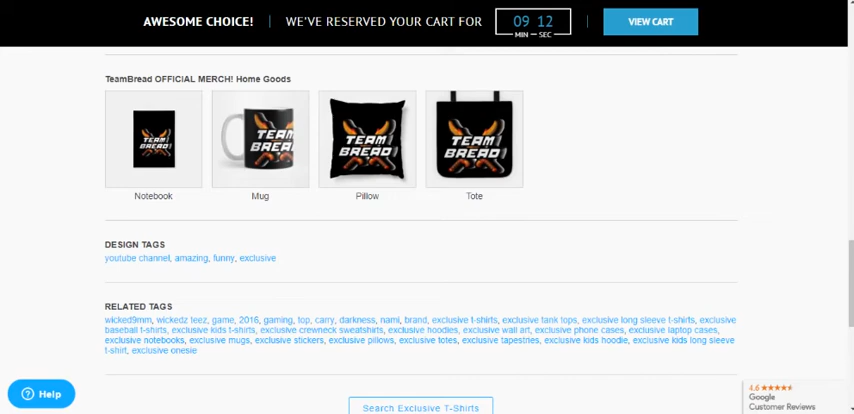 AWESOME CHOICE! WE'VE RESERVED YOUR CART FOR 09 12 VIEW CART
MIN SEC
TeamBread OFFICIAL MERCH! Home Goods
TEAM BREAD
TEAM BREAD
TEAM BREAD
TEAM BREAD
Notebook Mug Pillow Tote
DESIGN TAGS
youtube channel, amazing, funny, exclusive
RELATED TAGS
wicked9mm, wickedz teez, game, 2016, gaming, top, carry, darkness, nami, brand, exclusive t-shirts, exclusive tank tops, exclusive long sleeve t-shirts, exclusive
baseball t-shirts, exclusive kids t-shirts, exclusive crewneck sweatshirts, exclusive hoodies, exclusive wall art, exclusive phone cases, exclusive laptop cases,
exclusive notebooks, exclusive mugs, exclusive stickers, exclusive pillows, exclusive totes, exclusive tapestries, exclusive kids hoodie, exclusive kids long sleeve
t-shirt, exclusive onesie
Help
Search Exclusive T-Shirts
4.6
Google
Customer Reviews